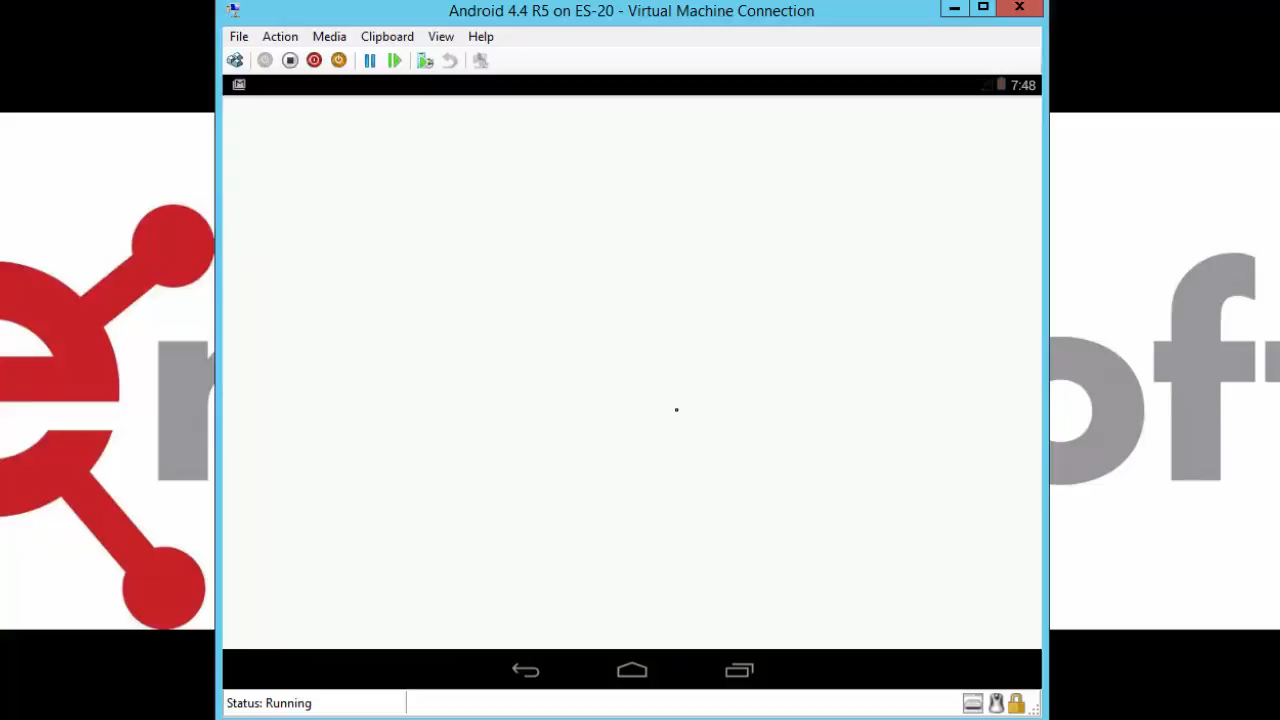 Android 4.4 R5 on ES-20 - Virtual Machine Connection
File Action Media Clipboard View Help
7:48
Status: Running